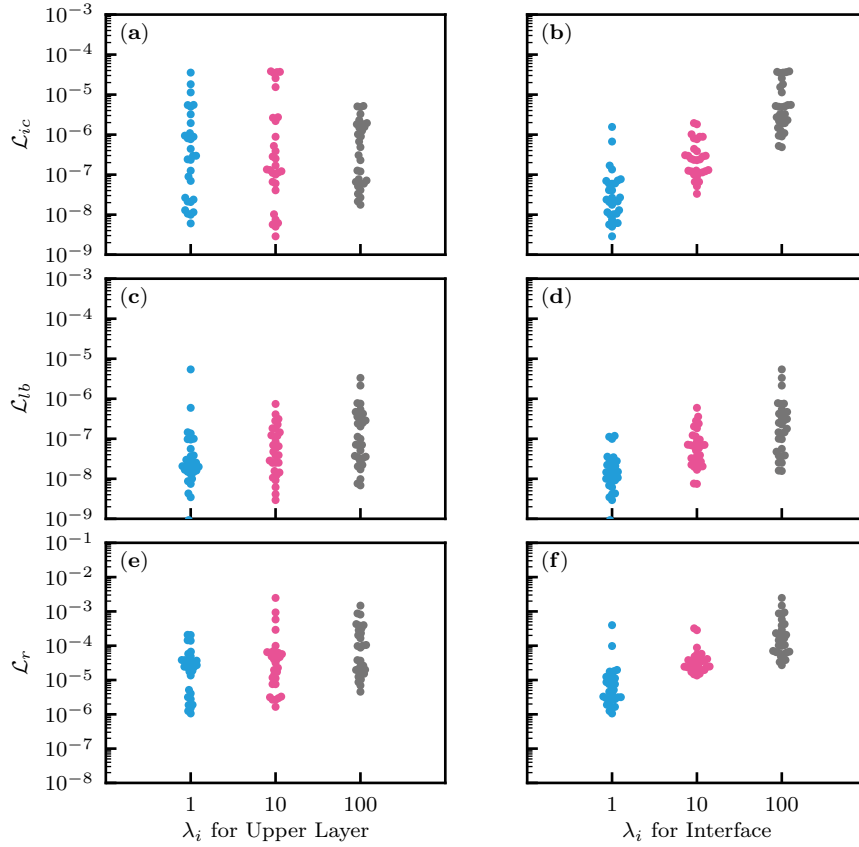 (a)
10⁻³
10⁻⁴
10⁻⁵
10⁻⁶
10⁻⁷
10⁻⁸
10⁻⁹
ℒ_ic
(b)
(c)
10⁻³
10⁻⁴
10⁻⁵
10⁻⁶
10⁻⁷
10⁻⁸
10⁻⁹
ℒ_lb
(d)
(e)
10⁻¹
10⁻²
10⁻³
10⁻⁴
10⁻⁵
10⁻⁶
10⁻⁷
10⁻⁸
ℒ_r
1 10 100
λ_i for Upper Layer
(f)
1 10 100
λ_i for Interface